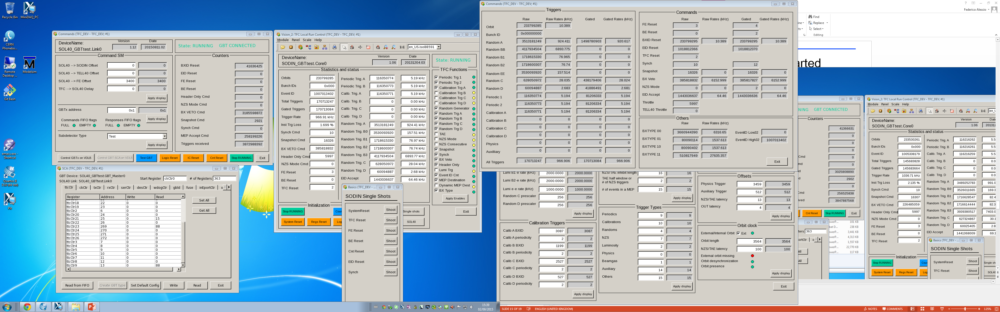 Recycle Bin
MiniDAQ_PC
CERN Phonebo...
Remote Desktop ...
Modelsim
Git Bash
emacs.exe - Shortcut
Quartus II 15.0 (64-bit)
Pit
Commands (TFC_DEV - TFC_DEV; #1)
DeviceName: Version Date
SOL40_GBTtest.Link0 1.12 20150811.02
State: RUNNING GBT CONNECTED
Command SM
SOL40 --> SODIN Offset 0 0
SOL40 --> TELL40 Offset 0 0
SOL40 --> FE Offset 3400 3400
TFC --> SOL40 Delay 0 0
Apply display
GBTx address 0x1 0x1
Apply display
Commands FIFO flags Responses FIFO flags
FULL EMPTY FULL EMPTY
Subdetector Type Test
Apply display
Counters
BXID Reset 41636425
EID Reset 0
FE Reset 0
BE Reset 0
Header Only Cmd 0
NZS Mode Cmd 0
BX VETO Cmd 3185598872
Snapshot Cmd 2921
Synch Cmd 0
MEP Accept Cmd 258199226
Triggers received 3872988392
Control GBTx on VDLB Control GBT-SCA on VDLB Test GBT Logic Reset IC Reset Cnt Reset Stop RUNNING Exit
SCA (TFC_DEV - TFC_DEV; #1)
GBT Device: SOL40_GBTtest.GBT_Master0
SOL40 Link: SOL40_GBTtest.Link0
Start Register ckCtr0 # of Registers 363
ttcCtr ckCtr txCtr rxCtr serCtr desCtr wdogCtr gbld fuse inEportCtr o
Register Address Write Read
ttcCtr18 22 0 0
ttcCtr19 23 0 0
ttcCtr2 6 0 0
ttcCtr20 24 0 0
ttcCtr21 25 0 15
ttcCtr22 26 0 0
ttcCtr23 269 0 88
ttcCtr24 270 0 0
ttcCtr25 271 0 0
ttcCtr26 272 0 0
ttcCtr3 7 0 0
ttcCtr4 8 0 0
ttcCtr5 9 0 0
ttcCtr6 10 0 0
ttcCtr7 11 0 0
ttcCtr8 12 0 0
ttcCtr9 13 0 88
Set All
Get All
Read from FIFO Create GBT type Set Default Config Write Read Exit
Vision_2: TFC Local Run Control (TFC_DEV - TFC_DEV; #1)
Module Panel Scale Help
1:1 en_US.iso88591
DeviceName: Version Date
SODIN_GBTtest.Core0 1.06 20131204.03
State: RUNNING
Statistics and status
Orbits 233799285 Periodic Trig. A 116350774 5.19 kHz
Bunch IDs 0x000 Periodic Trig. B 116350773 5.19 kHz
Event ID 1007013402 Calib. Trig. A 116350771 5.19 kHz
Total Triggers 170713247 Calib. Trig. B 0 0.00 kHz
Gated Triggers 170713084 Calib. Trig. C 0 0.00 kHz
Trigger Rate 966.91 kHz Calib Trig. D 0 0.00 kHz
Inst Trg Loss 1.699 % Random Trig. A 3513181249 924.41 kHz
Synch Cmd 10 Random Trig. B0 3530093920 157.51 kHz
Snapshot Cmd 16326 Random Trig. B1 1718615330 76.97 kHz
BX VETO Cmd 385818832 Random Trig. B2 1718600307 76.74 kHz
Header Only Cmd 5997 Random Trig. B3 4117934504 6893.77 kHz
NZS Mode Cmd 0 Random Trig. C 628050972 28.04 kHz
FE Reset 3 Random Trig. D 60094887 2.68 kHz
BE Reset 0 EID Accept 1443036637 64.46 kHz
TFC Reset 2
TFC Functions
Periodic Trg 1
Periodic Trg 2
Calibration Trg A
Calibration Trg B
Calibration Trg C
Calibration Trg D
Random Generator
Random Trg A
Random Trg B
Random Trg C
Random Trg D
TAE
NZS Mode
NZS Consecutive
Snapshot
Synch
BX Veto
Header Only
Lumi Trg
Event ID Cnt
MEP Destination
Dynamic MEP Dest
BX Type
Apply Enables
Initialization
Stop RUNNING Cou Single shots Exit
System Reset Regs Reset Log SOL40
Basics (TFC_DEV - ...
SODIN Single Shots
SystemReset Shoot
TFC Reset Shoot
FE Reset Shoot
BE Reset Shoot
Cnt Reset Shoot
EID Reset Shoot
Synch Shoot
15:39
02/09/2015
Commands (TFC_DEV - TFC_DEV; #1)
Triggers
Raw Raw Rates (kHz) Gated Gated Rates (kHz)
Orbit 233799285 10.389
Bunch ID 0x00000000
Random A 3513181249 924.411 1498780903 920.617
Random BB 4117934504 6893.775 0 0
Random B1 1718615330 76.965 0 0
Random B2 1718600307 76.74 0 0
Random EE 3530093920 157.514 0 0
Random C 628050972 28.035 438179406 28.024
Random D 60094887 2.683 41886491 2.681
Periodic 1 116350774 5.194 81206333 5.194
Periodic 2 116350773 5.194 81206334 5.194
Calibration A 116350771 5.194 81206334 5.194
Calibration B 0 0 0 0
Calibration C 0 0 0 0
Calibration D 0 0 0 0
Physics 0 0 0 0
Auxilliary 0 0 0 0
All Triggers 170713247 966.906 170713084 966.906
Commands
Raw Raw Rates (kHz) Gated Gated Rates (kHz)
FE Reset 3 4
BE Reset 0 2
BXID Reset 233799295 10.389 233799295 10.389
EID Reset 1018812366 1018812370
TFC Reset 2
Synch 10 12
Snapshot 16326 0 16326 0
BX Veto 385818832 6152.999 385817827 6152.999
NZS Mode 0 0 2 0
EID Accept 1443036637 64.46 1443036636 64.46
Throttle 5997
TELL40 Throttle 0
Others
Raw Raw Rates (kHz)
BXTYPE 00 3660944390 6316.65 EventID Low32 0
BXTYPE 01 80090114 1537.613 EventID High32 1007013402
BXTYPE 10 80090402 1537.613
BXTYPE 11 510817949 27635.357
Exit
Lumi B1-e rate (kHz) 2000.0000 2000.0000
Lumi B2-e rate (kHz) 2000.0000 2000.0000
Lumi e-e rate (kHz) 1000.0000 1000.0000
Random C prescaler 256 256
Random D prescaler 256 256
Apply display
Calibration Triggers
Calib A BXID 3087 3087
Calib A periodicity 2 2
Calib B BXID 1199 1199
Calib B periodicity 2 2
Calib C BXID 2527 2527
Calib C periodicity 2 2
Calib D BXID 527 527
Calib D periodicity 2 2
Apply display
NZS/TAE inhibit length 16 16
TAE half window or # of NZS triggers 2 2
# of events in a MEP 15 15
Apply display
Trigger Types
Periodics 9 9
Calibrations 10 10
Randoms 4 4
NZS 7 7
Luminosity 2 2
Physics 0 0
Beamgas 1 1
Auxiliary 14 14
Others 15 15
Apply display
Offsets
Physics Trigger 3459 3459
Auxiliary Trigger 512 512
NZS/TAE latency 13 13
OUT latency 4 4
Apply display
Orbit clock
External/Internal Orbit Ext
Orbit length 3564 3564
NZS/TAE latency 100 100
External orbit missing
Orbit desynchronization
Orbit presence
Apply display
Exit
Federico Alessio
Find
Replace
Select
Editing
arted
NING GBT CONNECTED
Counters
41366631
0
0
0
0
0
3025808890
2902
0
256525838
3847887568
Cnt Reset Stop RUNNING Exit
ters 363
101 KB
238 KB
3,441 KB
4,313 KB
1,557 KB
22,770 KB
117 KB
Vision_2: TFC Local Run Control (TFC_DEV - TFC_DEV; #1)
Module Panel Scale Help
1:1 en_U
DeviceName: Version Date
SODIN_GBTtest.Core0 1.06 201312
Statistics and status
Orbits 233530261 Periodic Trig. A 116216262 5.5
Bunch IDs 0x000 Periodic Trig. B 116216261 5.5
Event ID 1005338179 Calib. Trig. A 116216259 5.5
Total Triggers 145683828 Calib. Trig. B 0 0.0
Gated Triggers 145683664 Calib. Trig. C 0 0.0
Trigger Rate 1036.71 kHz Calib Trig. D 0 0.0
Inst Trg Loss 2.135 % Random Trig. A 3489252783 991.0
Synch Cmd 10 Random Trig. B0 3526011665 169.3
Snapshot Cmd 16307 Random Trig. B1 1716628547 82.4
BX VETO Cmd 226485059 Random Trig. B2 1716614444 82.3
Header Only Cmd 5997 Random Trig. B3 3939380517 7403.0
NZS Mode Cmd 0 Random Trig. C 627324867 30.1
FE Reset 3 Random Trig. D 60025405 2.8
BE Reset 0 EID Accept 1441368009 69.1
TFC Reset 2
Initialization
Stop RUNNING Cou Single sho
System Reset Regs Reset Log SOL40
Basics (TFC_DEV - ...
SODIN Single Shots
SystemReset Shoot
TFC Reset Shoot
SLIDE 15 OF 19 ENGLISH (UNITED KINGDOM) NOTES COMMENTS 125%